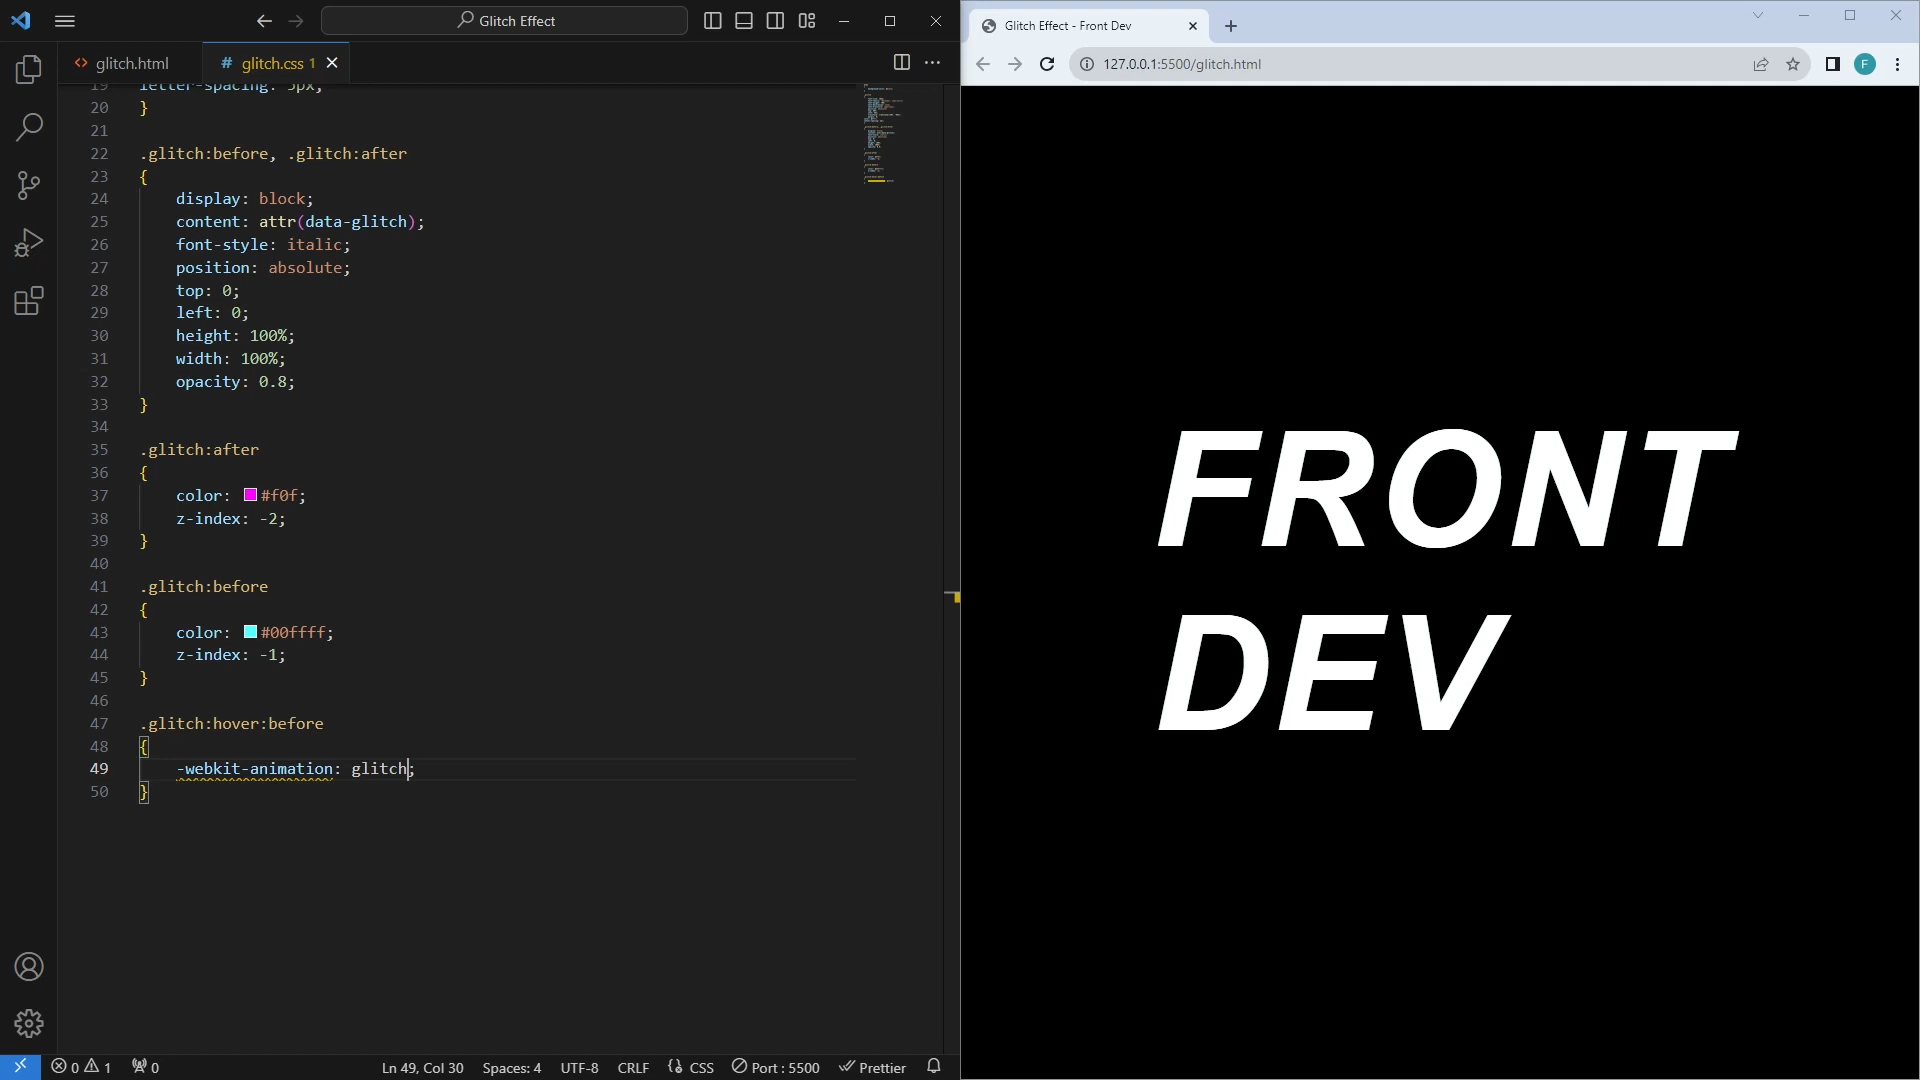 Glitch Effect
glitch.html
glitch.css 1
19 letter-spacing: 5px;
20 }
21
22 .glitch:before, .glitch:after
23 {
24 display: block;
25 content: attr(data-glitch);
26 font-style: italic;
27 position: absolute;
28 top: 0;
29 left: 0;
30 height: 100%;
31 width: 100%;
32 opacity: 0.8;
33 }
34
35 .glitch:after
36 {
37 color: #f0f;
38 z-index: -2;
39 }
40
41 .glitch:before
42 {
43 color: #00ffff;
44 z-index: -1;
45 }
46
47 .glitch:hover:before
48 {
49 -webkit-animation: glitch;
50 }
0 1 0 Ln 49, Col 30 Spaces: 4 UTF-8 CRLF {} CSS Port : 5500 Prettier
Glitch Effect - Front Dev
127.0.0.1:5500/glitch.html
F
FRONT
DEV